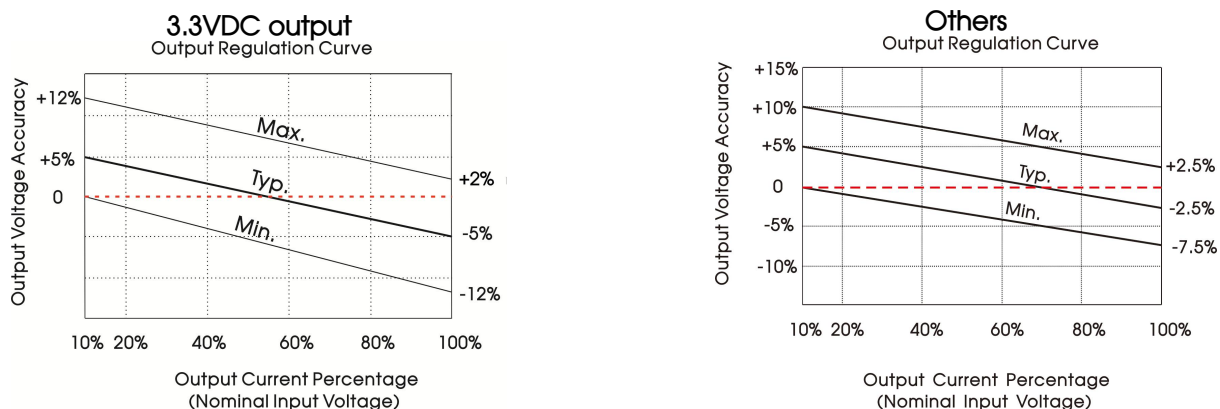 3.3VDC output
Output Regulation Curve
Output Voltage Accuracy
+12%
+5%
0
Max.
Typ.
Min.
+2%
-5%
-12%
10% 20% 40% 60% 80% 100%
Output Current Percentage
(Nominal Input Voltage)
Others
Output Regulation Curve
Output Voltage Accuracy
+15%
+10%
+5%
0
-5%
-10%
Max.
Typ.
Min.
+2.5%
-2.5%
-7.5%
10% 20% 40% 60% 80% 100%
Output Current Percentage
(Nominal Input Voltage)